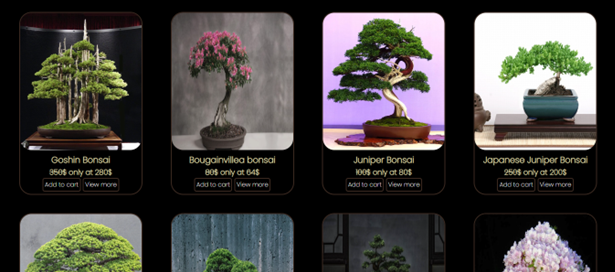 Goshin Bonsai
350$ only at 280$
Add to cart View more
Bougainvillea bonsai
80$ only at 64$
Add to cart View more
Juniper Bonsai
100$ only at 80$
Add to cart View more
Japanese Juniper Bonsai
250$ only at 200$
Add to cart View more